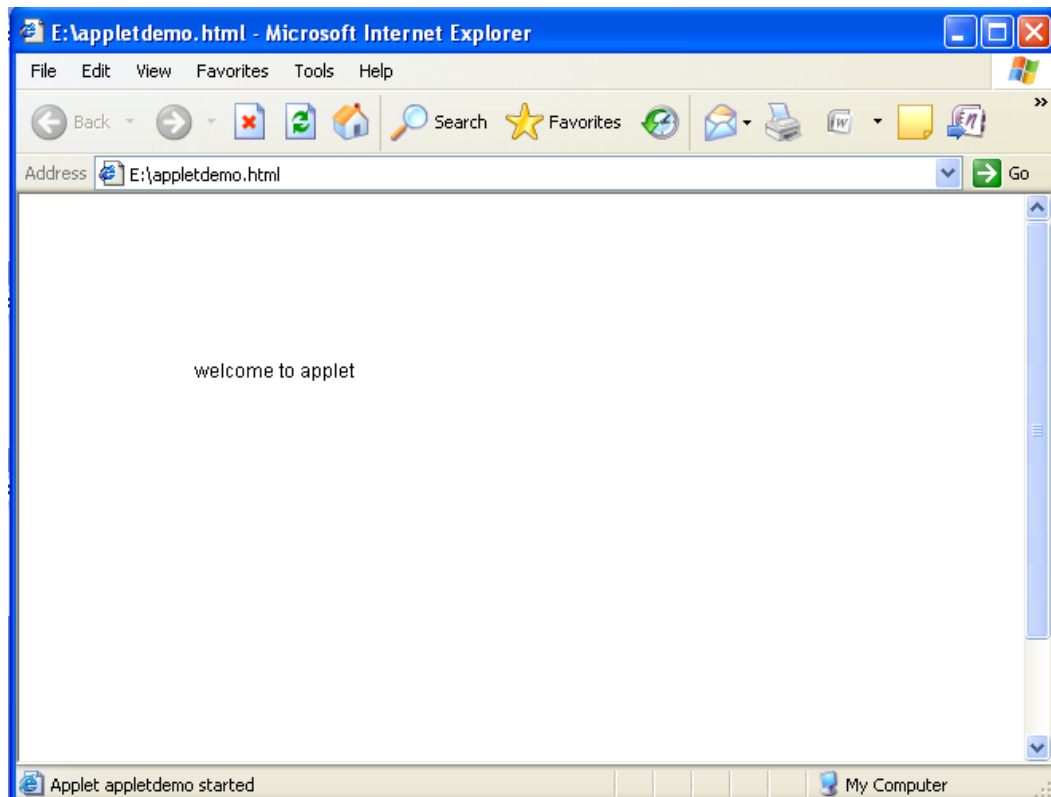 E:\appletdemo.html - Microsoft Internet Explorer
File Edit View Favorites Tools Help
Back Search Favorites W »
Address E:\appletdemo.html Go
welcome to applet
Applet appletdemo started My Computer